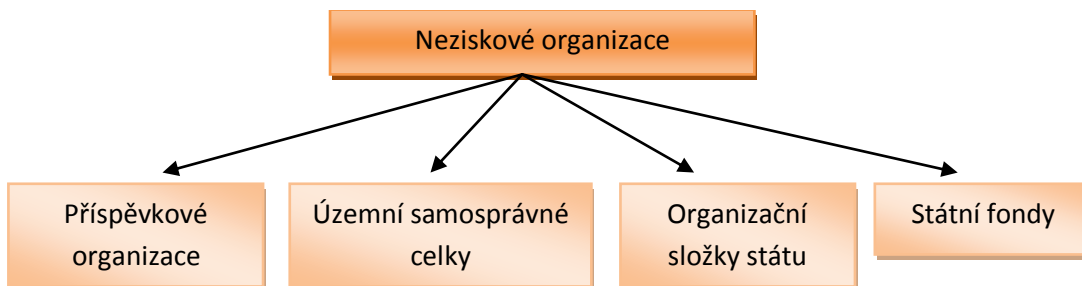 Neziskové organizace
Příspěvkové
organizace
Územní samosprávné
celky
Organizační
složky státu
Státní fondy